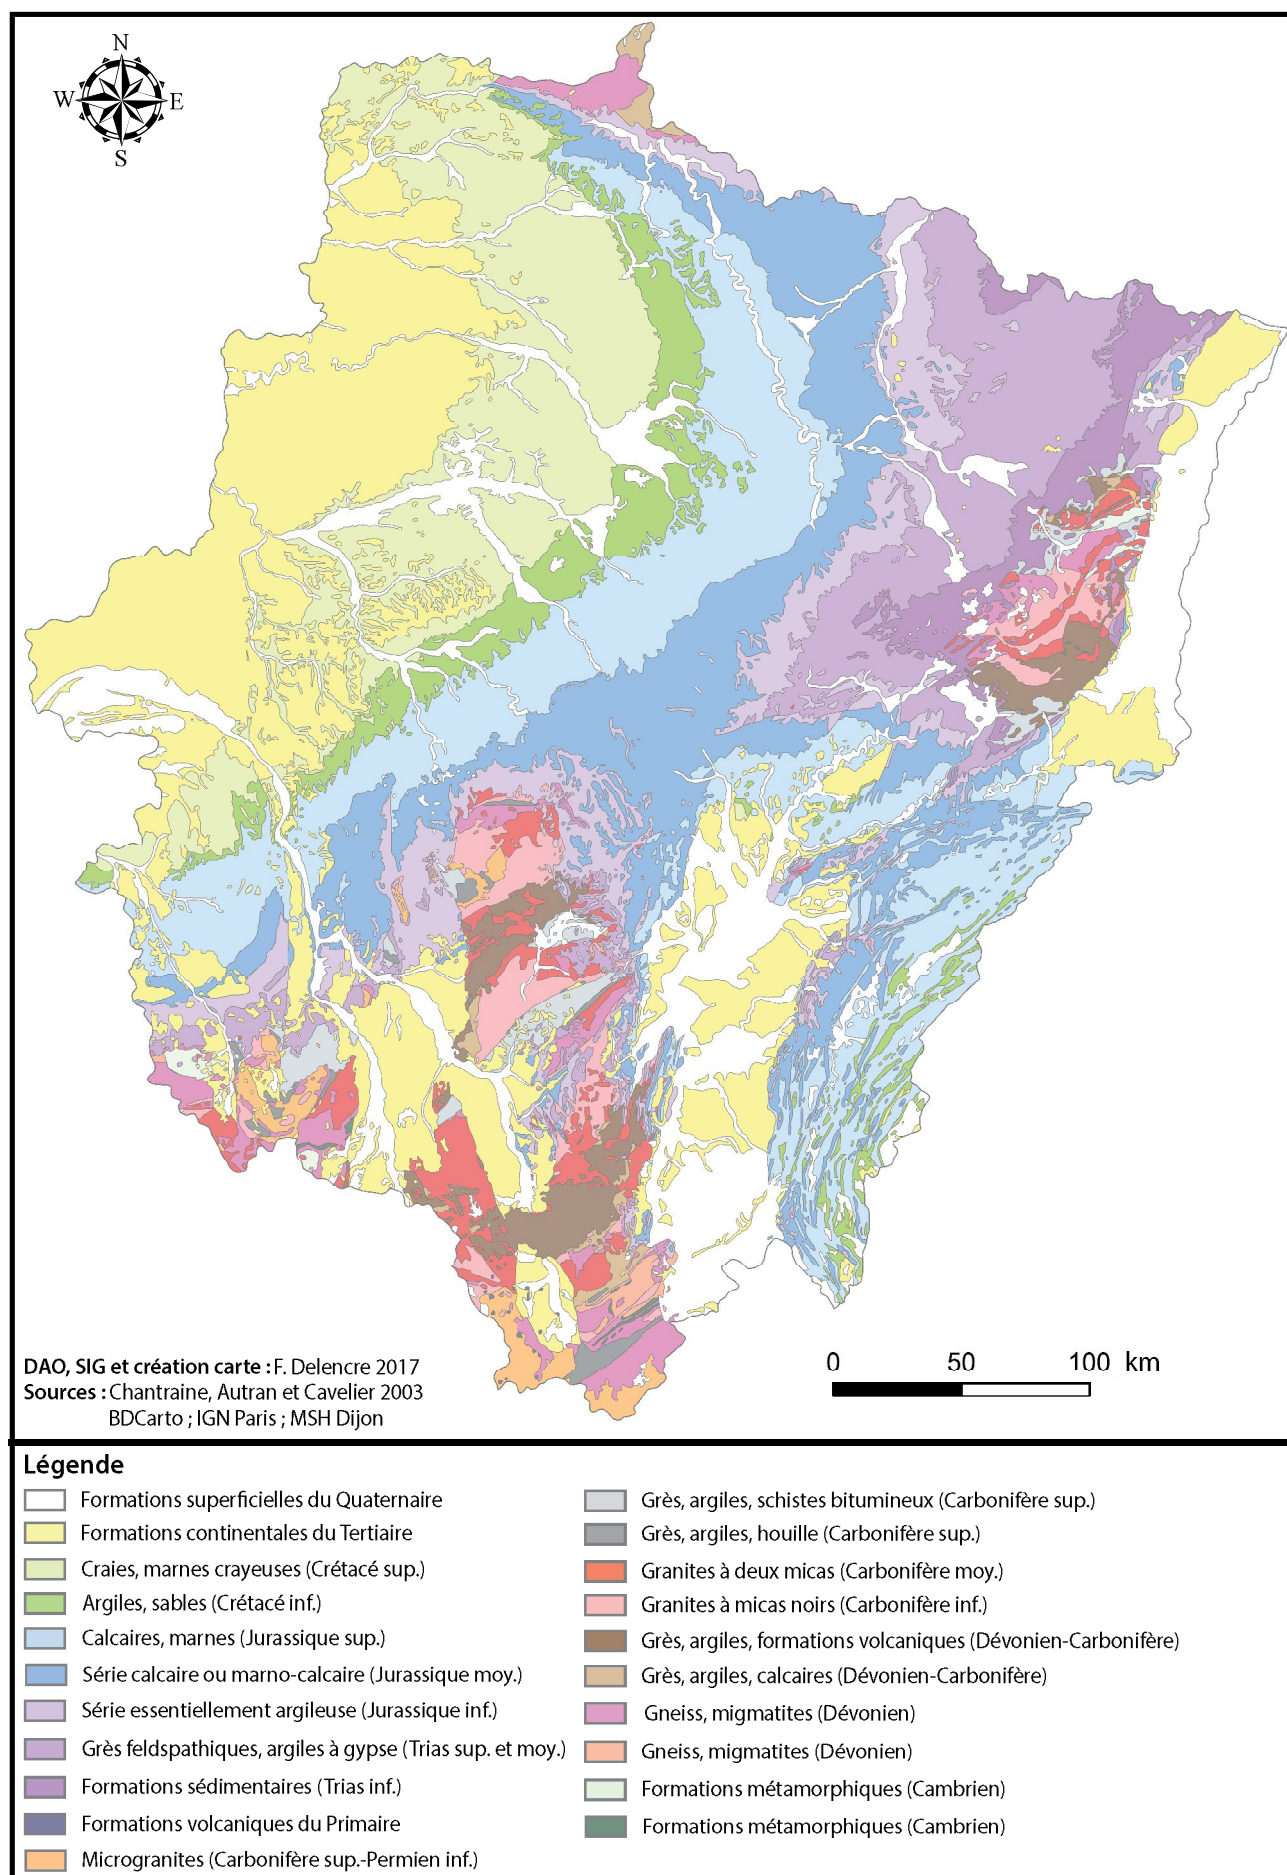 N
W E
S
DAO, SIG et création carte : F. Delencre 2017
Sources : Chantraine, Autran et Cavelier 2003
BDCarto ; IGN Paris ; MSH Dijon
0 50 100 km
Légende
Formations superficielles du Quaternaire
Formations continentales du Tertiaire
Craies, marnes crayeuses (Crétacé sup.)
Argiles, sables (Crétacé inf.)
Calcaires, marnes (Jurassique sup.)
Série calcaire ou marno-calcaire (Jurassique moy.)
Série essentiellement argileuse (Jurassique inf.)
Grès feldspathiques, argiles à gypse (Trias sup. et moy.)
Formations sédimentaires (Trias inf.)
Formations volcaniques du Primaire
Microgranites (Carbonifère sup.-Permien inf.)
Grès, argiles, schistes bitumineux (Carbonifère sup.)
Grès, argiles, houille (Carbonifère sup.)
Granites à deux micas (Carbonifère moy.)
Granites à micas noirs (Carbonifère inf.)
Grès, argiles, formations volcaniques (Dévonien-Carbonifère)
Grès, argiles, calcaires (Dévonien-Carbonifère)
Gneiss, migmatites (Dévonien)
Gneiss, migmatites (Dévonien)
Formations métamorphiques (Cambrien)
Formations métamorphiques (Cambrien)